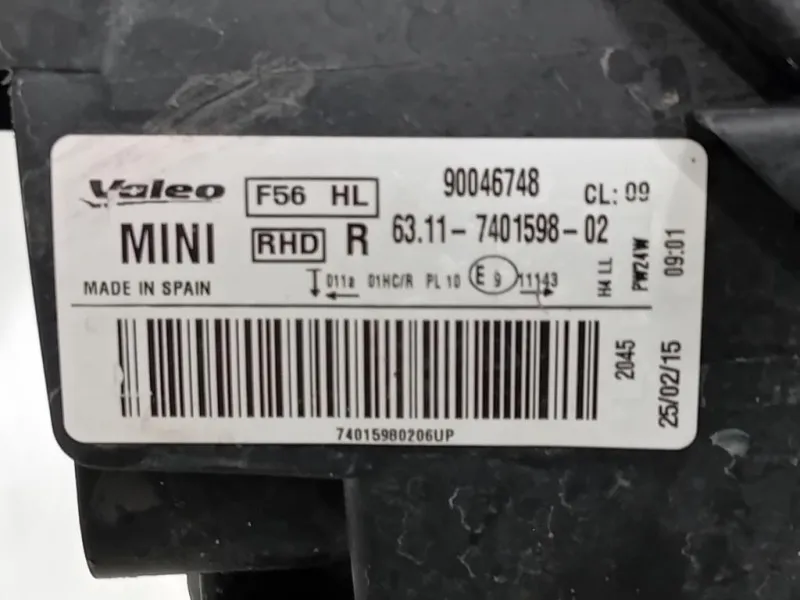 Valeo F56 HL 90046748 CL: 09
MINI RHD R 63.11-7401598-02
MADE IN SPAIN 011a 01HC/R PL 10 E 9 11143
H4 LL
PW24W
09:01
2045
25/02/15
74015980206UP